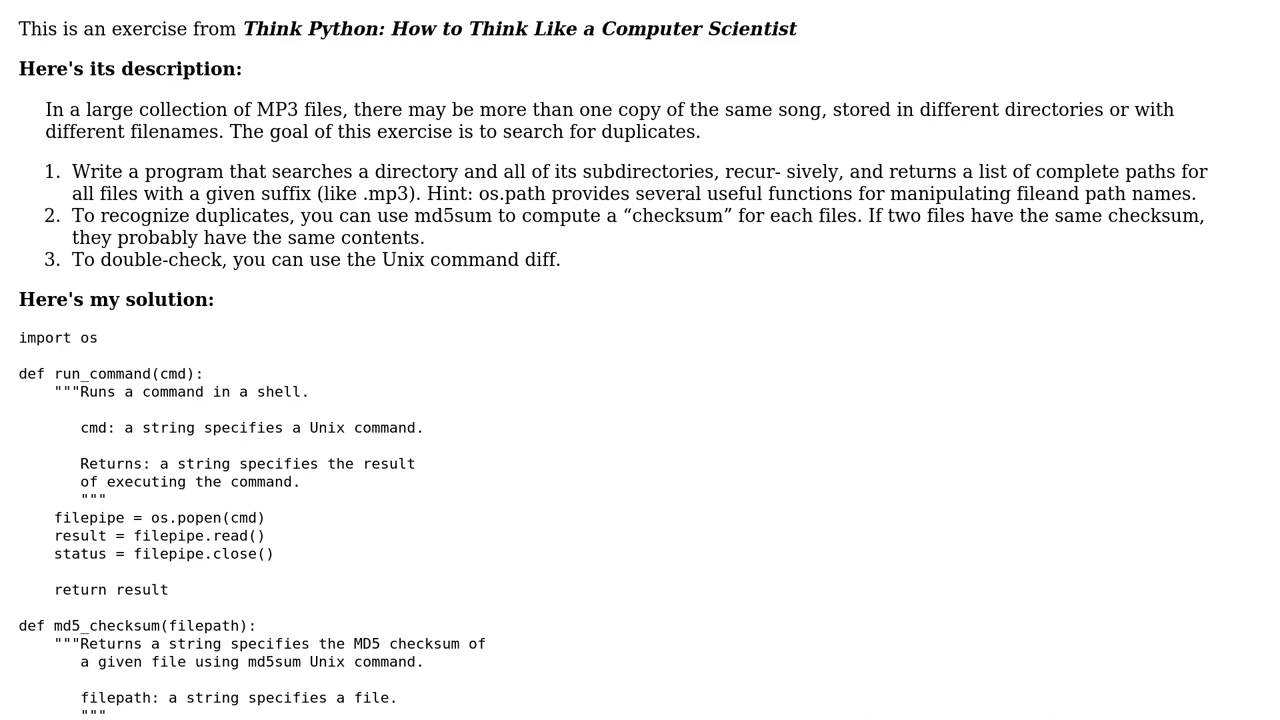 This is an exercise from Think Python: How to Think Like a Computer Scientist
Here's its description:
In a large collection of MP3 files, there may be more than one copy of the same song, stored in different directories or with
different filenames. The goal of this exercise is to search for duplicates.
1. Write a program that searches a directory and all of its subdirectories, recur- sively, and returns a list of complete paths for
all files with a given suffix (like .mp3). Hint: os.path provides several useful functions for manipulating fileand path names.
2. To recognize duplicates, you can use md5sum to compute a “checksum” for each files. If two files have the same checksum,
they probably have the same contents.
3. To double-check, you can use the Unix command diff.
Here's my solution:
import os
def run_command(cmd):
    """Runs a command in a shell.
       cmd: a string specifies a Unix command.
       Returns: a string specifies the result
       of executing the command.
       """
    filepipe = os.popen(cmd)
    result = filepipe.read()
    status = filepipe.close()
    return result
def md5_checksum(filepath):
    """Returns a string specifies the MD5 checksum of
       a given file using md5sum Unix command.
       filepath: a string specifies a file.
       """